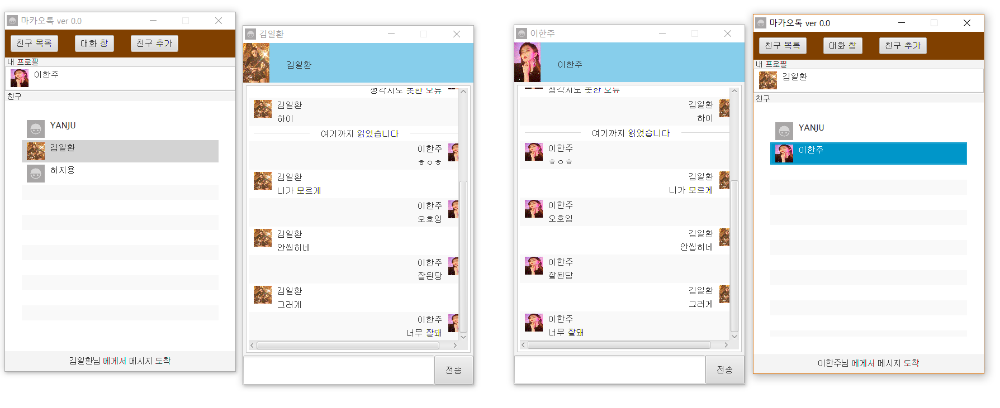 마카오톡 ver 0.0
친구 목록
대화 창
친구 추가
내 프로필
이한주
친구
YANJU
김일환
허지용
김일환님 에게서 메시지 도착
김일환
김일환
생각지도 못한 오류
김일환
하이
여기까지 읽었습니다
이한주
ㅎㅇㅎ
김일환
니가 모르게
이한주
오호잉
김일환
안씹히네
이한주
잘된당
김일환
그러게
이한주
너무 잘돼
전송
이한주
이한주
생각지도 못한 오류
김일환
하이
여기까지 읽었습니다
이한주
ㅎㅇㅎ
김일환
니가 모르게
이한주
오호잉
김일환
안씹히네
이한주
잘된당
김일환
그러게
이한주
너무 잘돼
전송
마카오톡 ver 0.0
친구 목록
대화 창
친구 추가
내 프로필
김일환
친구
YANJU
이한주
이한주님 에게서 메시지 도착